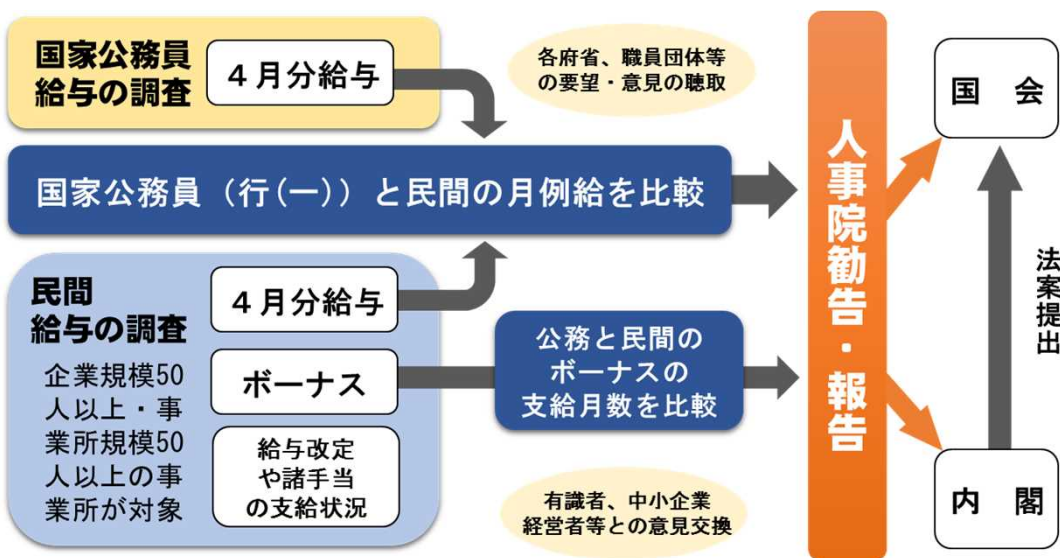 国家公務員
給与の調査
４月分給与
各府省、職員団体等
の要望・意見の聴取
国家公務員（行(一)）と民間の月例給を比較
民間
給与の調査
企業規模50
人以上・事
業所規模50
人以上の事
業所が対象
４月分給与
ボーナス
給与改定
や諸手当
の支給状況
公務と民間の
ボーナスの
支給月数を比較
有識者、中小企業
経営者等との意見交換
人事院勧告・報告
国　会
法案提出
内　閣